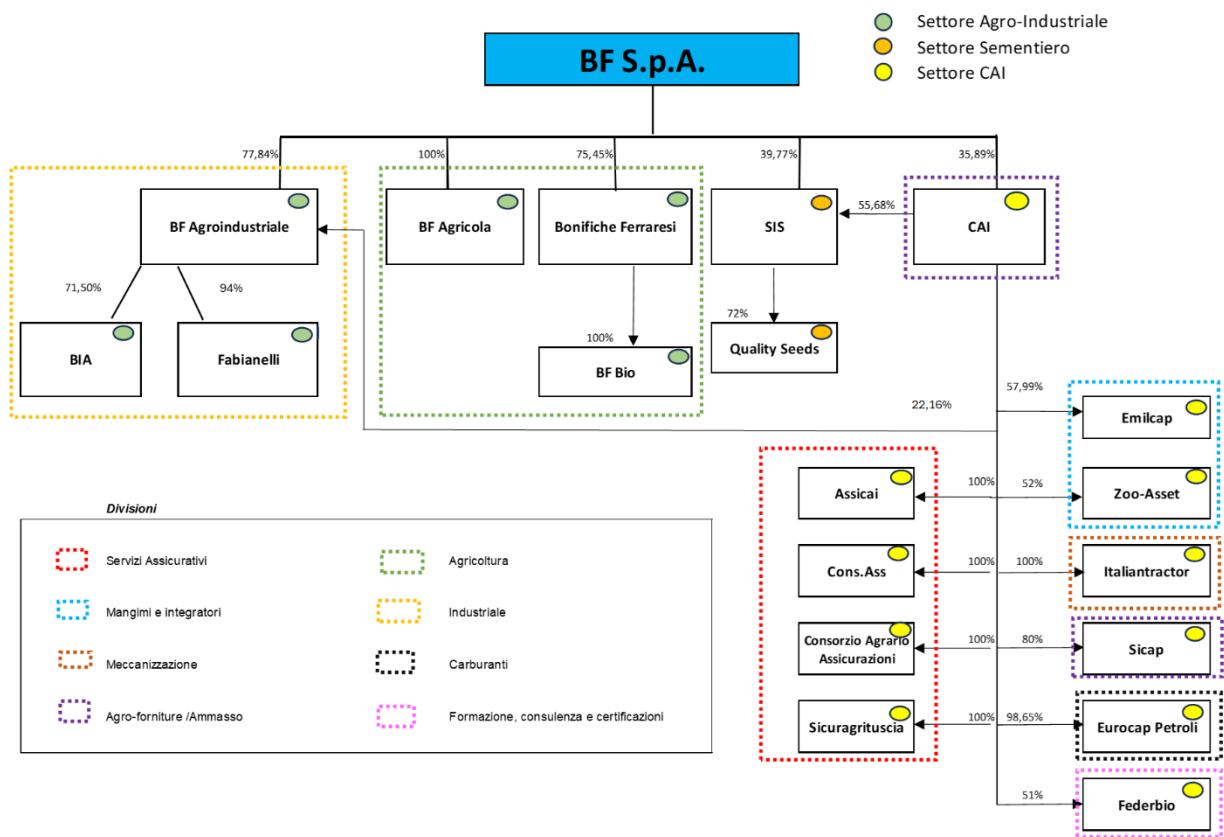 Settore Agro-Industriale
Settore Sementiero
Settore CAI
BF S.p.A.
77,84%
100%
75,45%
39,77%
35,89%
BF Agroindustriale
BF Agricola
Bonifiche Ferraresi
SIS
55,68%
CAI
71,50%
94%
BIA
Fabianelli
100%
BF Bio
72%
Quality Seeds
22,16%
57,99%
Emilcap
Assicai
100%
52%
Zoo-Asset
Cons.Ass
100%
100%
Italiantractor
Consorzio Agrario
Assicurazioni
100%
80%
Sicap
Sicuragrituscia
100%
98,65%
Eurocap Petroli
51%
Federbio
Divisioni
Servizi Assicurativi
Agricoltura
Mangimi e integratori
Industriale
Meccanizzazione
Carburanti
Agro-forniture /Ammasso
Formazione, consulenza e certificazioni